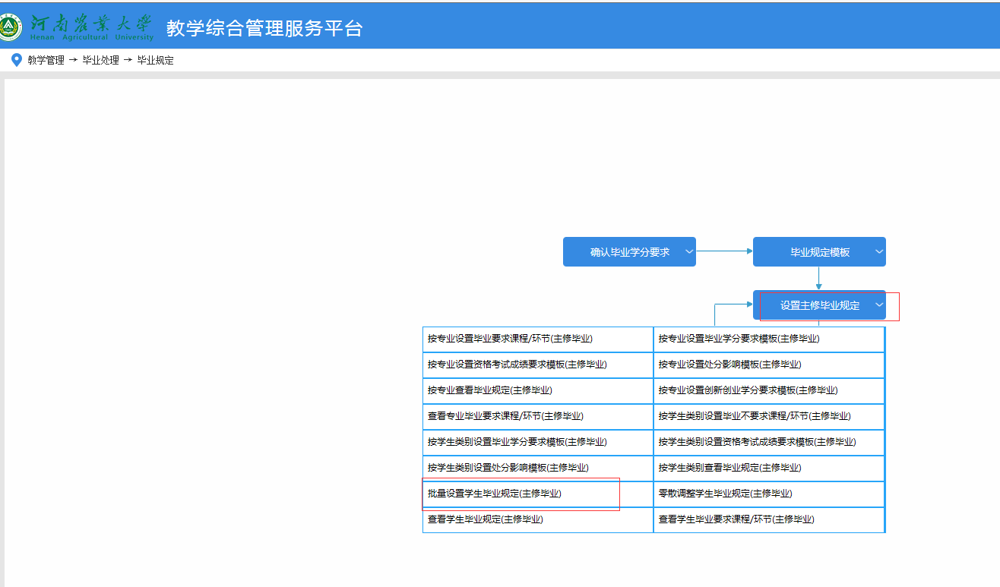 河南农业大学
Henan Agricultural University
教学综合管理服务平台
教学管理 → 毕业处理 → 毕业规定
确认毕业学分要求
毕业规定模板
设置主修毕业规定
按专业设置毕业要求课程/环节(主修毕业)
按专业设置毕业学分要求模板(主修毕业)
按专业设置资格考试成绩要求模板(主修毕业)
按专业设置处分影响模板(主修毕业)
按专业查看毕业规定(主修毕业)
按专业设置创新创业学分要求模板(主修毕业)
查看专业毕业要求课程/环节(主修毕业)
按学生类别设置毕业不要求课程/环节(主修毕业)
按学生类别设置毕业学分要求模板(主修毕业)
按学生类别设置资格考试成绩要求模板(主修毕业)
按学生类别设置处分影响模板(主修毕业)
按学生类别查看毕业规定(主修毕业)
批量设置学生毕业规定(主修毕业)
零散调整学生毕业规定(主修毕业)
查看学生毕业规定(主修毕业)
查看学生毕业要求课程/环节(主修毕业)